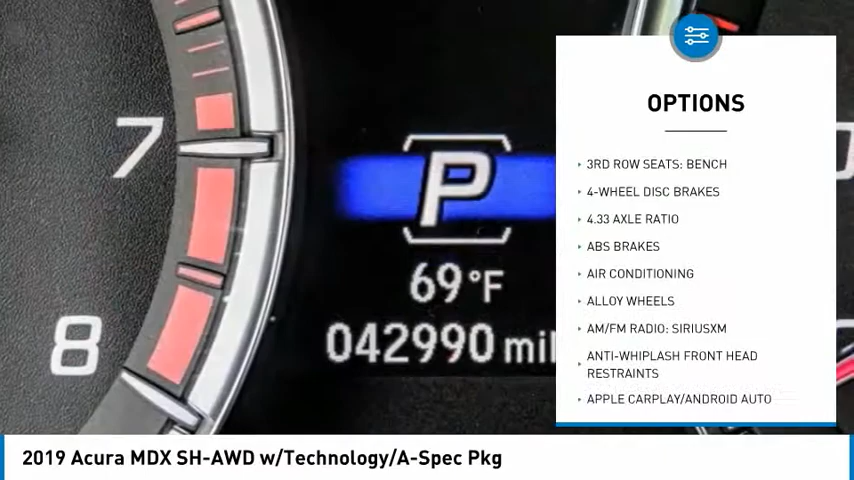 7
8
P
69°F
042990 mil
OPTIONS
3RD ROW SEATS: BENCH
4-WHEEL DISC BRAKES
4.33 AXLE RATIO
ABS BRAKES
AIR CONDITIONING
ALLOY WHEELS
AM/FM RADIO: SIRIUSXM
ANTI-WHIPLASH FRONT HEAD
RESTRAINTS
APPLE CARPLAY/ANDROID AUTO
2019 Acura MDX SH-AWD w/Technology/A-Spec Pkg